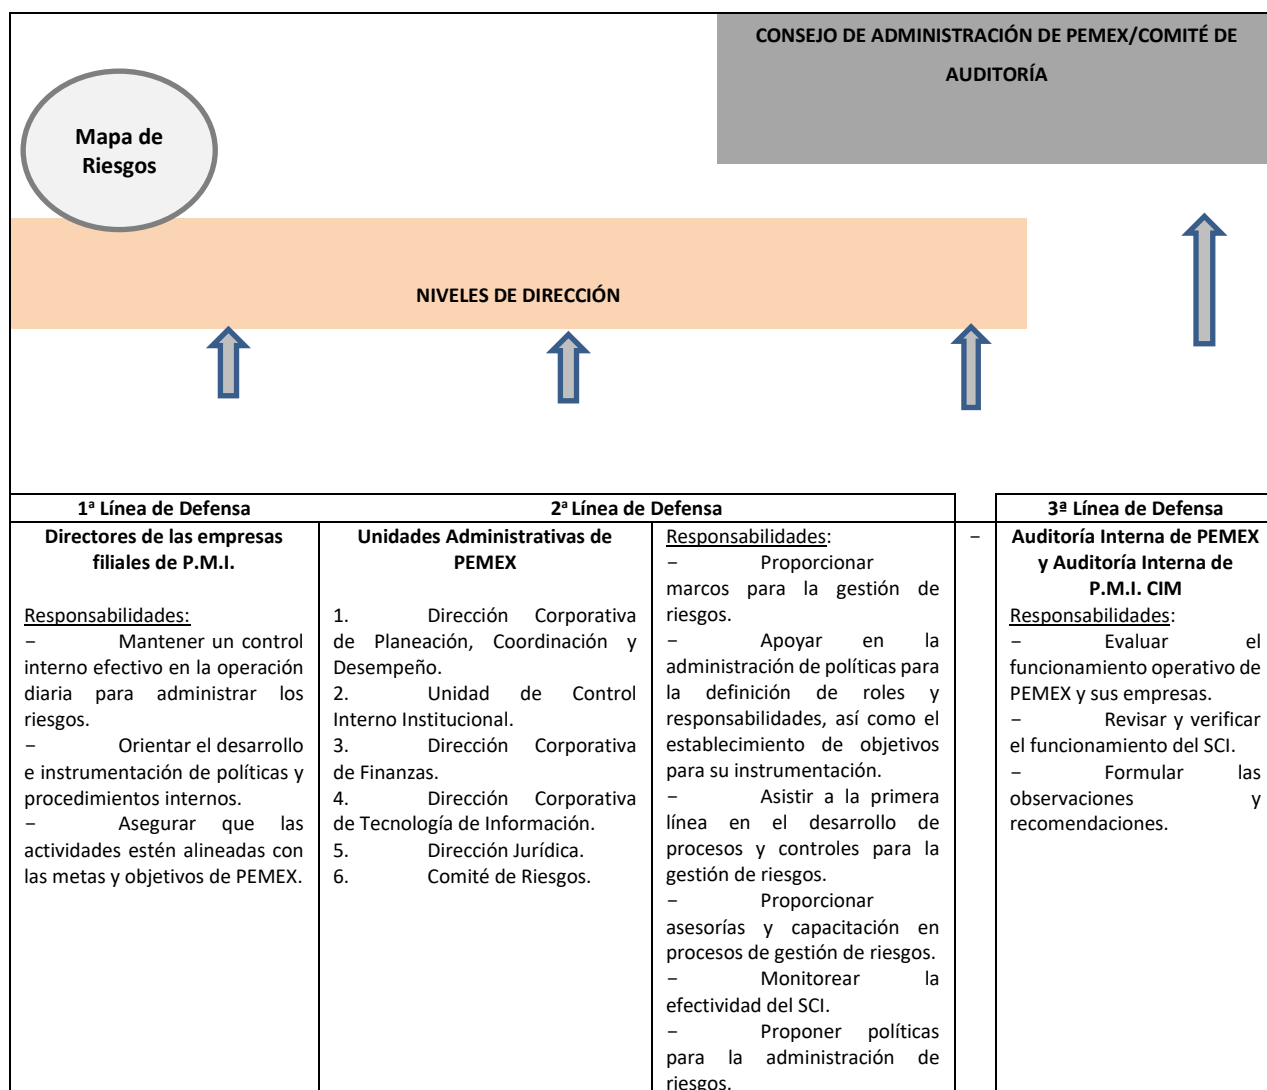 CONSEJO DE ADMINISTRACIÓN DE PEMEX/COMITÉ DE
AUDITORÍA
Mapa de
Riesgos
NIVELES DE DIRECCIÓN
1ª Línea de Defensa
Directores de las empresas
filiales de P.M.I.
Responsabilidades:
– Mantener un control
interno efectivo en la operación
diaria para administrar los
riesgos.
– Orientar el desarrollo
e instrumentación de políticas y
procedimientos internos.
– Asegurar que las
actividades estén alineadas con
las metas y objetivos de PEMEX.
2ª Línea de Defensa
Unidades Administrativas de
PEMEX
1. Dirección Corporativa
de Planeación, Coordinación y
Desempeño.
2. Unidad de Control
Interno Institucional.
3. Dirección Corporativa
de Finanzas.
4. Dirección Corporativa
de Tecnología de Información.
5. Dirección Jurídica.
6. Comité de Riesgos.
Responsabilidades:
– Proporcionar
marcos para la gestión de
riesgos.
– Apoyar en la
administración de políticas para
la definición de roles y
responsabilidades, así como el
establecimiento de objetivos
para su instrumentación.
– Asistir a la primera
línea en el desarrollo de
procesos y controles para la
gestión de riesgos.
– Proporcionar
asesorías y capacitación en
procesos de gestión de riesgos.
– Monitorear la
efectividad del SCI.
– Proponer políticas
para la administración de
riesgos.
–
3ª Línea de Defensa
Auditoría Interna de PEMEX
y Auditoría Interna de
P.M.I. CIM
Responsabilidades:
– Evaluar el
funcionamiento operativo de
PEMEX y sus empresas.
– Revisar y verificar
el funcionamiento del SCI.
– Formular las
observaciones y
recomendaciones.